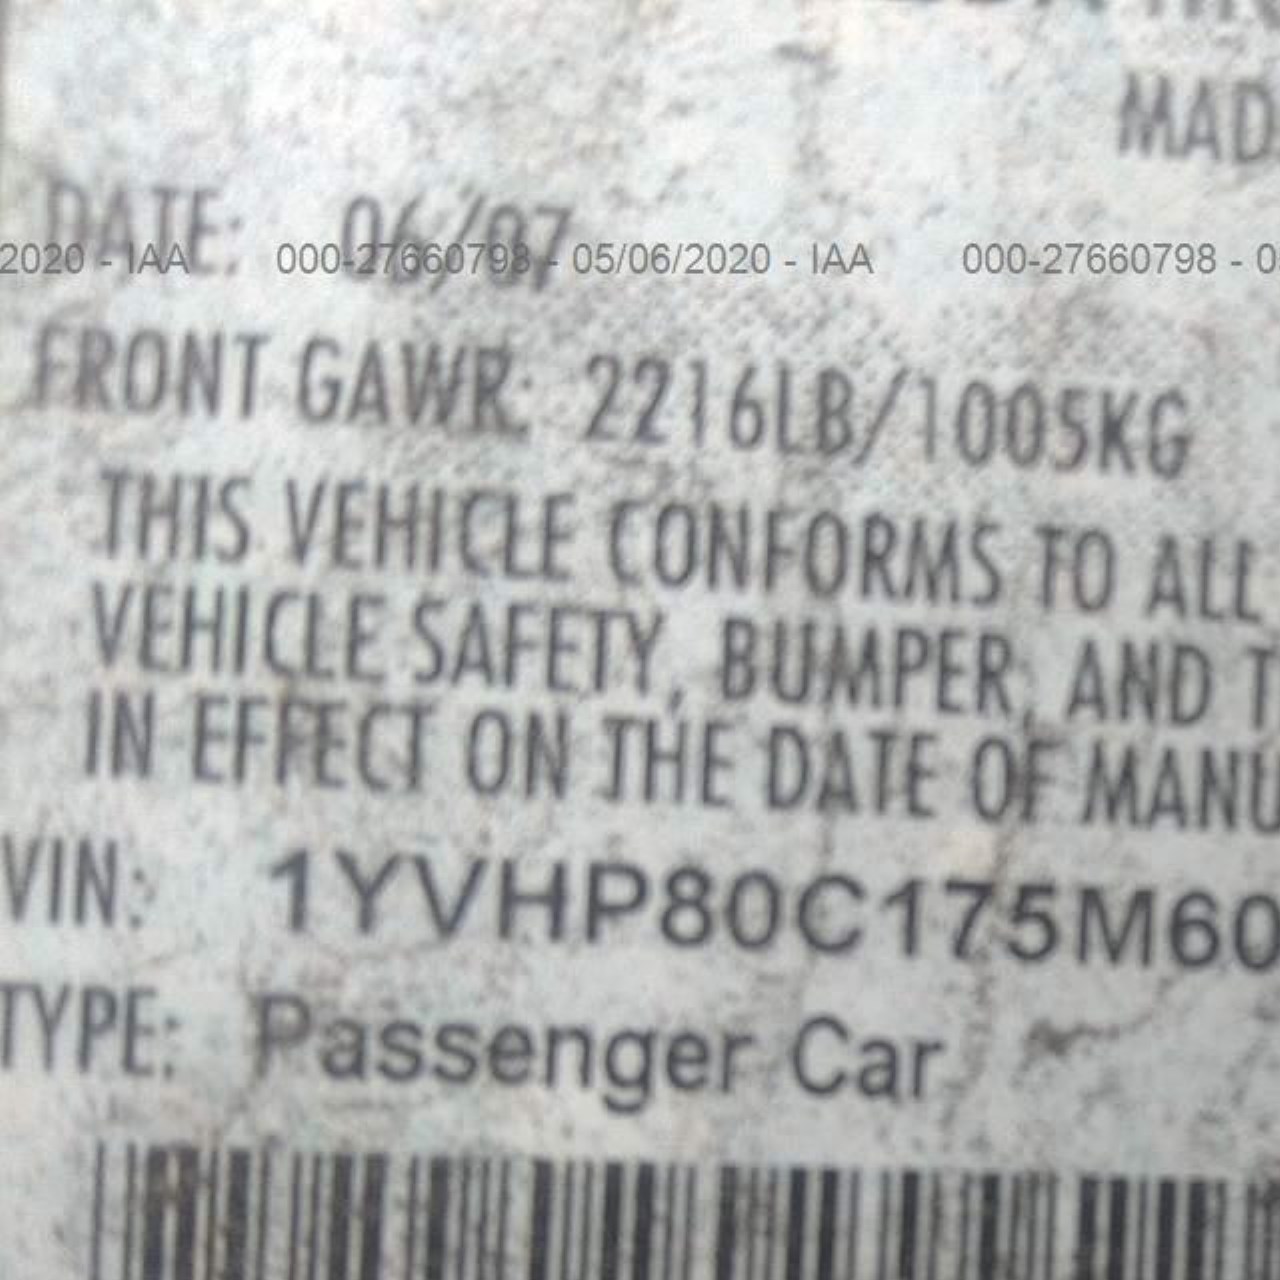 MAD
DATE: 06/07
2020 - IAA 000-27660798 - 05/06/2020 - IAA 000-27660798 - 0
FRONT GAWR: 2216LB/1005KG
THIS VEHICLE CONFORMS TO ALL
VEHICLE SAFETY, BUMPER, AND T
IN EFFECT ON THE DATE OF MANU
VIN: 1YVHP80C175M60
TYPE: Passenger Car